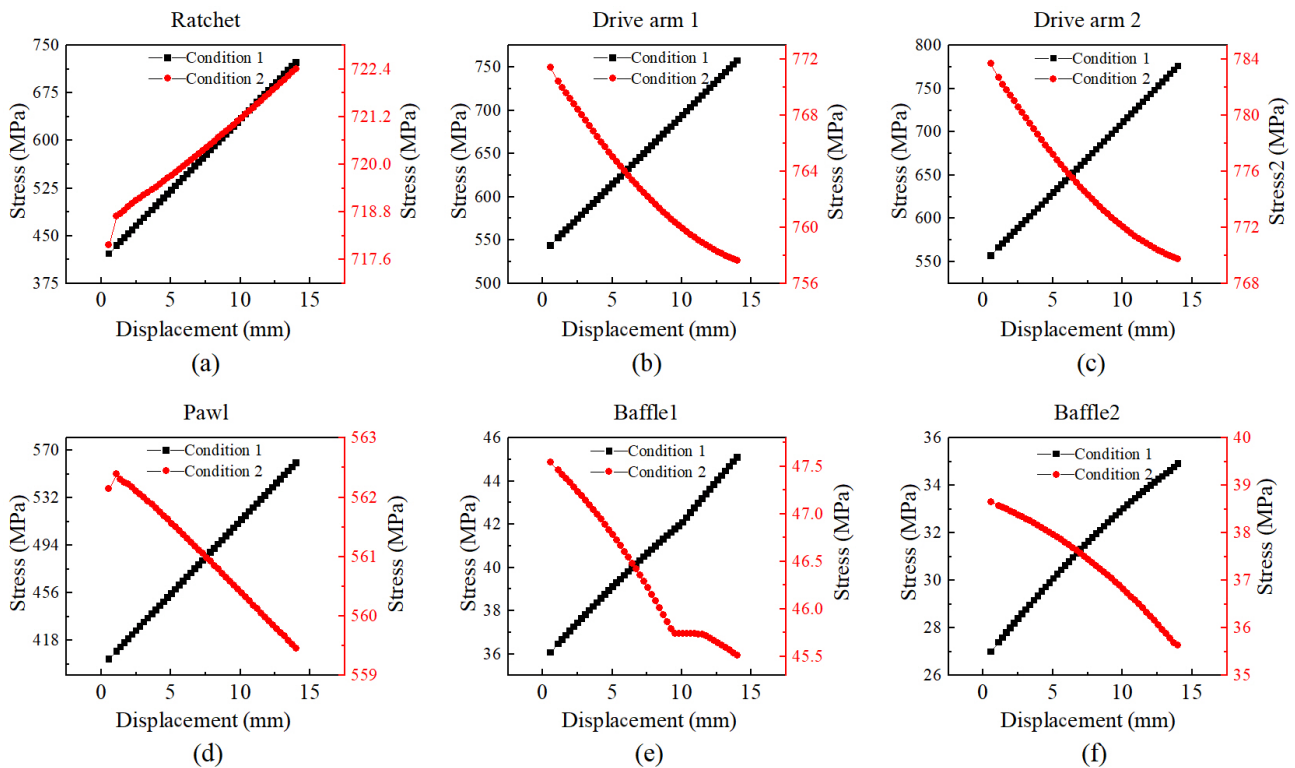 Ratchet
Drive arm 1
Drive arm 2
750
675
600
525
450
375
Stress (MPa)
Condition 1
Condition 2
722.4
721.2
720.0
718.8
717.6
Stress (MPa)
0 5 10 15
Displacement (mm)
(a)
750
700
650
600
550
500
Stress (MPa)
Condition 1
Condition 2
772
768
764
760
756
Stress (MPa)
0 5 10 15
Displacement (mm)
(b)
800
750
700
650
600
550
Stress (MPa)
Condition 1
Condition 2
784
780
776
772
768
Stress2 (MPa)
0 5 10 15
Displacement (mm)
(c)
Pawl
Baffle1
Baffle2
570
532
494
456
418
Stress (MPa)
Condition 1
Condition 2
563
562
561
560
559
Stress (MPa)
0 5 10 15
Displacement (mm)
(d)
46
44
42
40
38
36
Stress (MPa)
Condition 1
Condition 2
47.5
47.0
46.5
46.0
45.5
Stress (MPa)
0 5 10 15
Displacement (mm)
(e)
36
34
32
30
28
26
Stress (MPa)
Condition 1
Condition 2
40
39
38
37
36
35
Stress (MPa)
0 5 10 15
Displacement (mm)
(f)